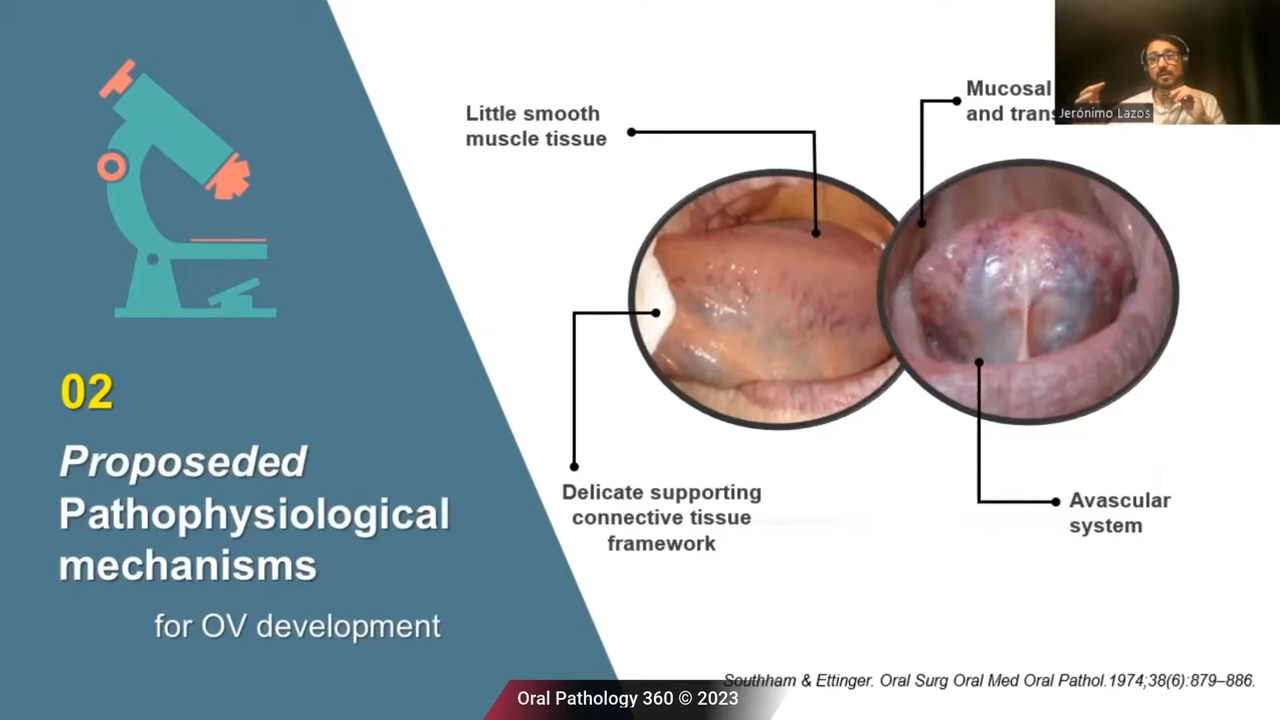 Little smooth
muscle tissue
Mucosal
and
Jerónimo Lazos
02
Proposeded
Pathophysiological
mechanisms
for OV development
Delicate supporting
connective tissue
framework
Avascular
system
Southham & Ettinger. Oral Surg Oral Med Oral Pathol.1974;38(6):879–886.
Oral Pathology 360 © 2023